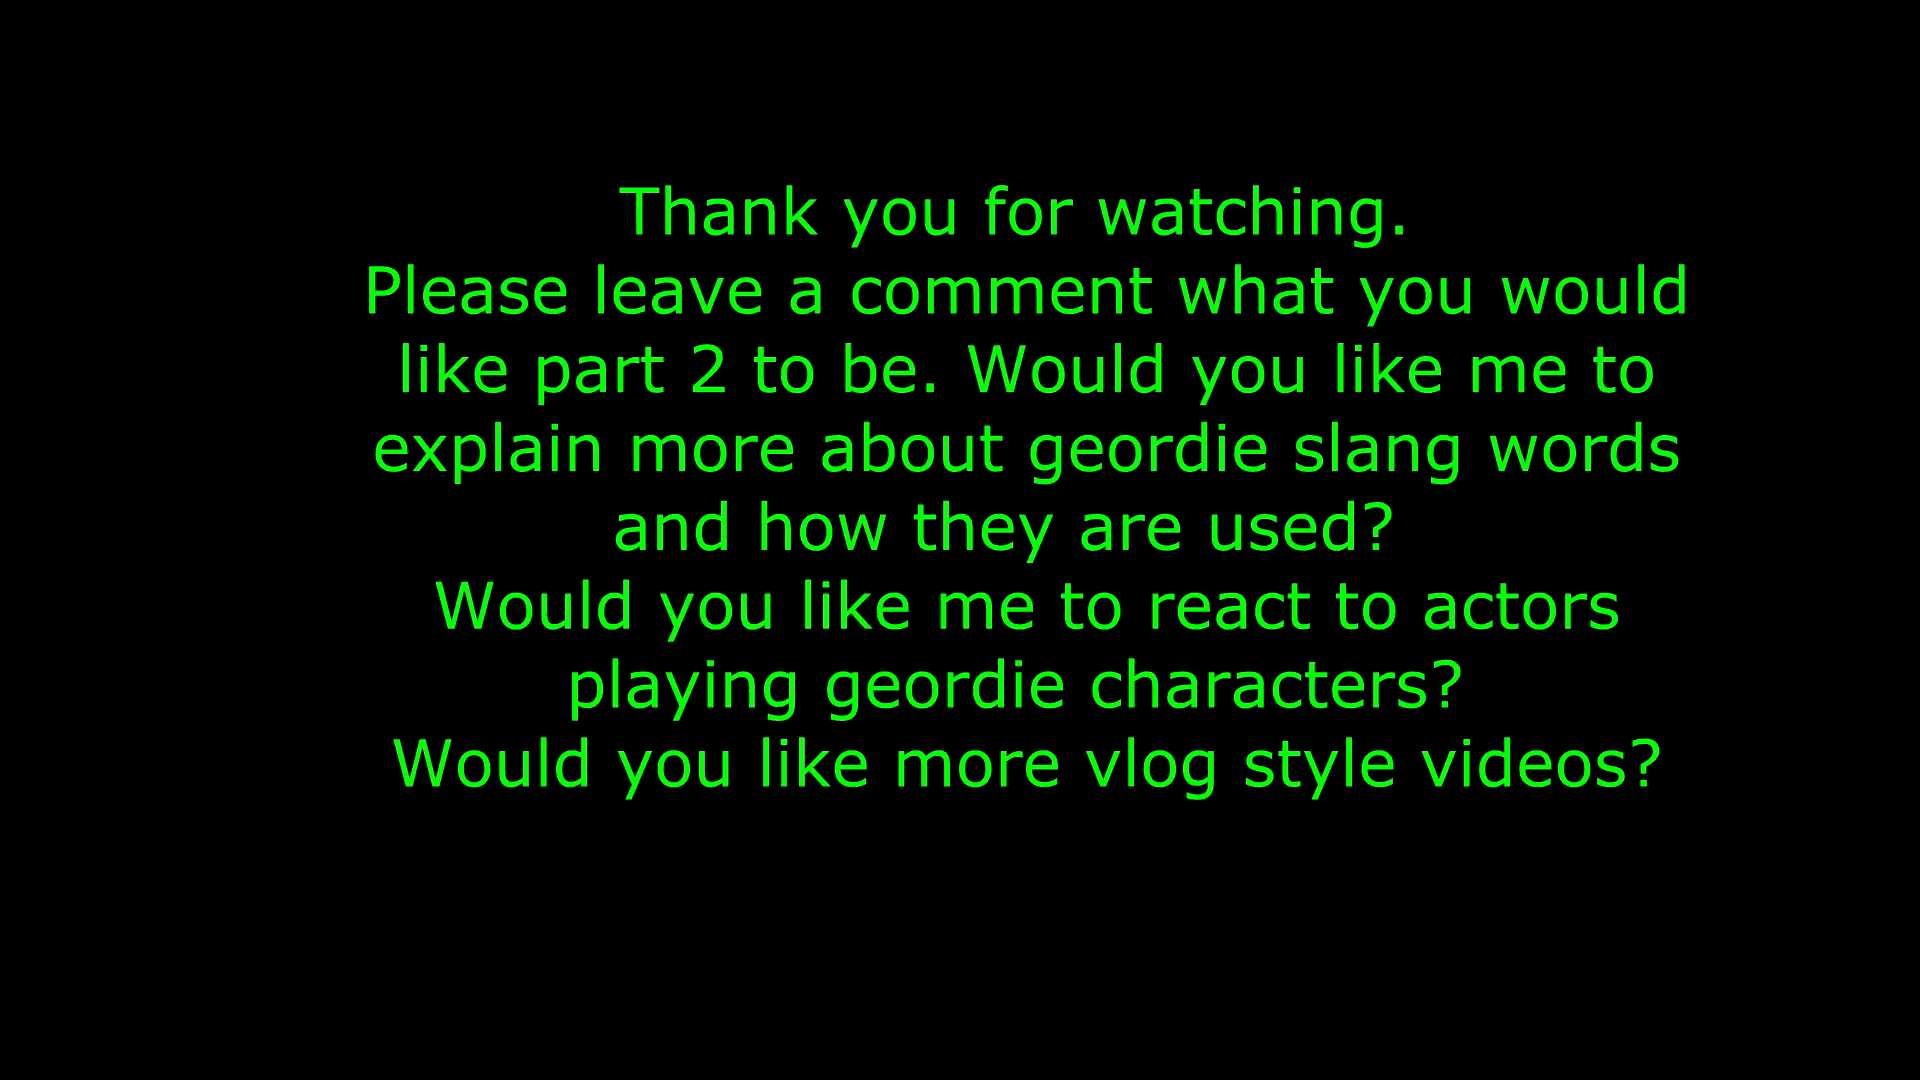 Thank you for watching.
Please leave a comment what you would
like part 2 to be. Would you like me to
explain more about geordie slang words
and how they are used?
Would you like me to react to actors
playing geordie characters?
Would you like more vlog style videos?